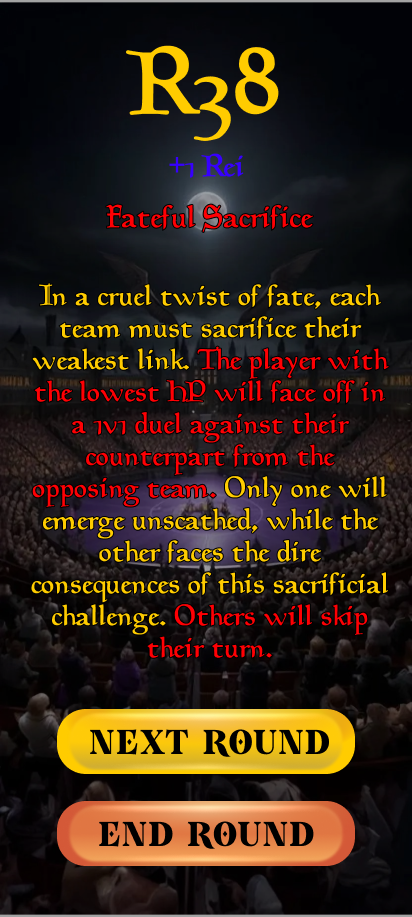 R38
+1 Rei
Fateful Sacrifice
In a cruel twist of fate, each
team must sacrifice their
weakest link. The player with
the lowest HP will face off in
a 1v1 duel against their
counterpart from the
opposing team. Only one will
emerge unscathed, while the
other faces the dire
consequences of this sacrificial
challenge. Others will skip
their turn.
NEXT ROUND
END ROUND